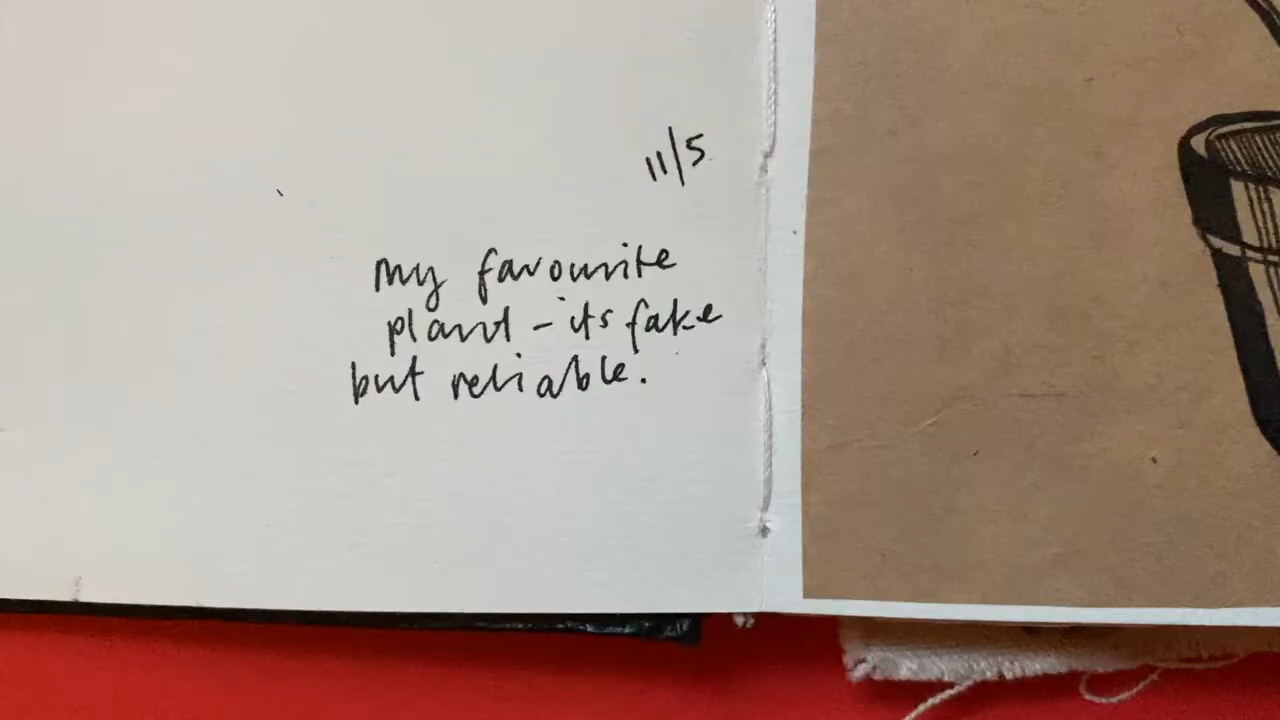 11/5
my favourite
plant – its fake
but reliable.